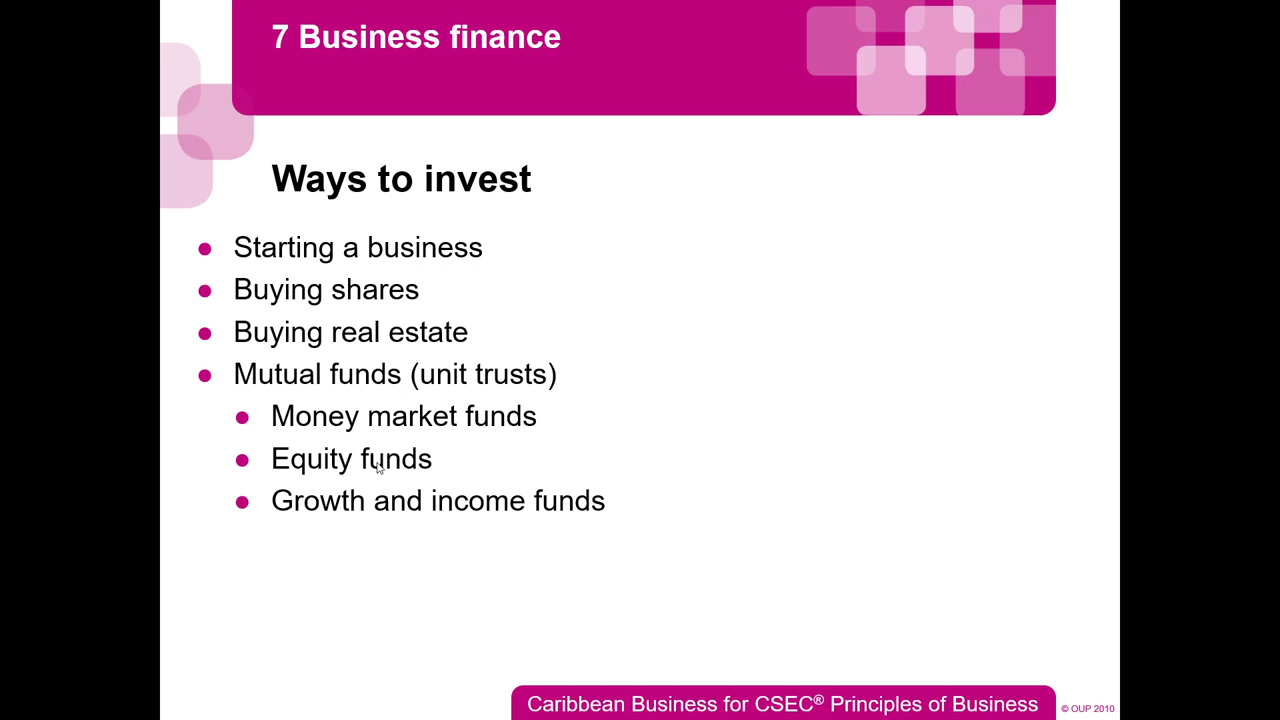 7 Business finance
Ways to invest
Starting a business
Buying shares
Buying real estate
Mutual funds (unit trusts)
Money market funds
Equity funds
Growth and income funds
Caribbean Business for CSEC® Principles of Business
© OUP 2010